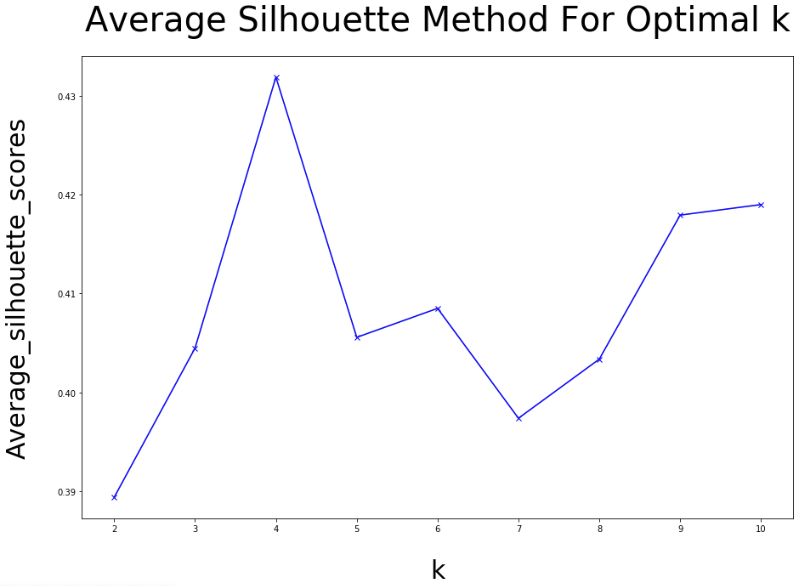 Average Silhouette Method For Optimal k
Average_silhouette_scores
0.43
0.42
0.41
0.40
0.39
2 3 4 5 6 7 8 9 10
k